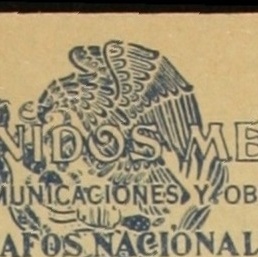 NIDOS ME
MUNICACIONES Y OB
AFOS NACIONAL